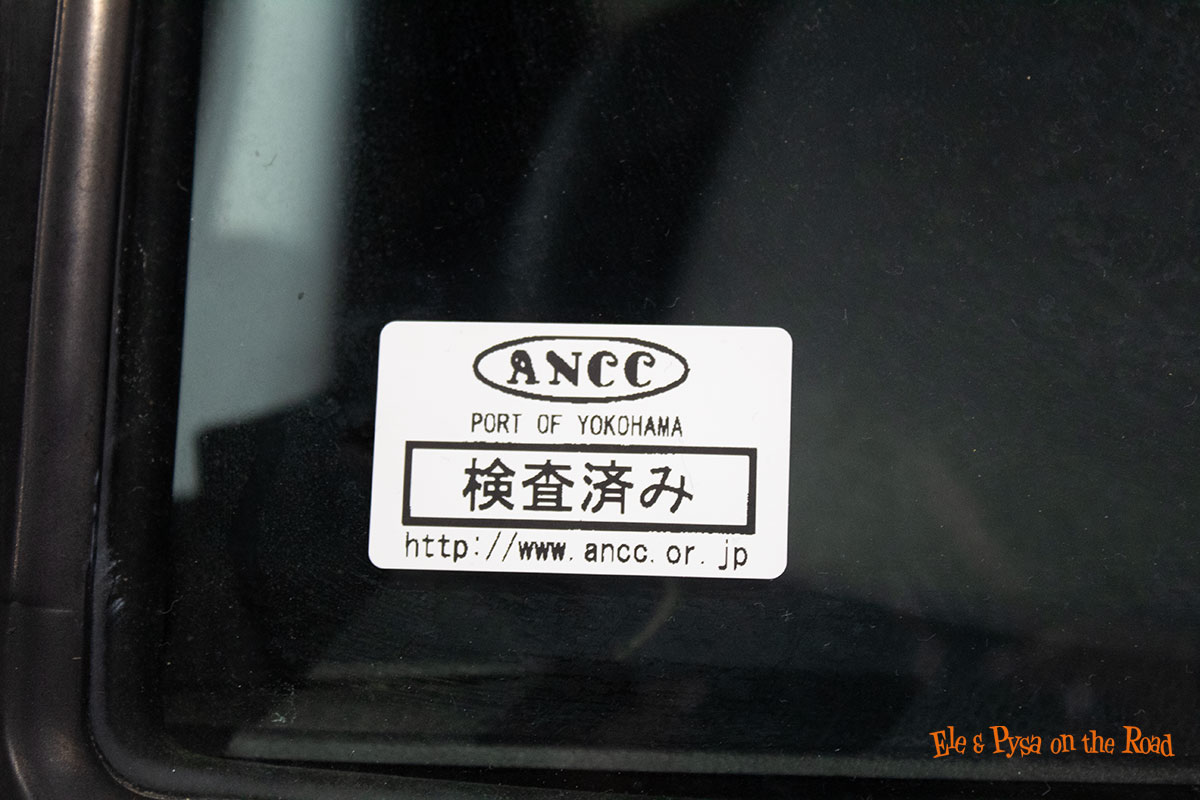 ANCC
PORT OF YOKOHAMA
検査済み
http://www.ancc.or.jp
Ele & Pysa on the Road